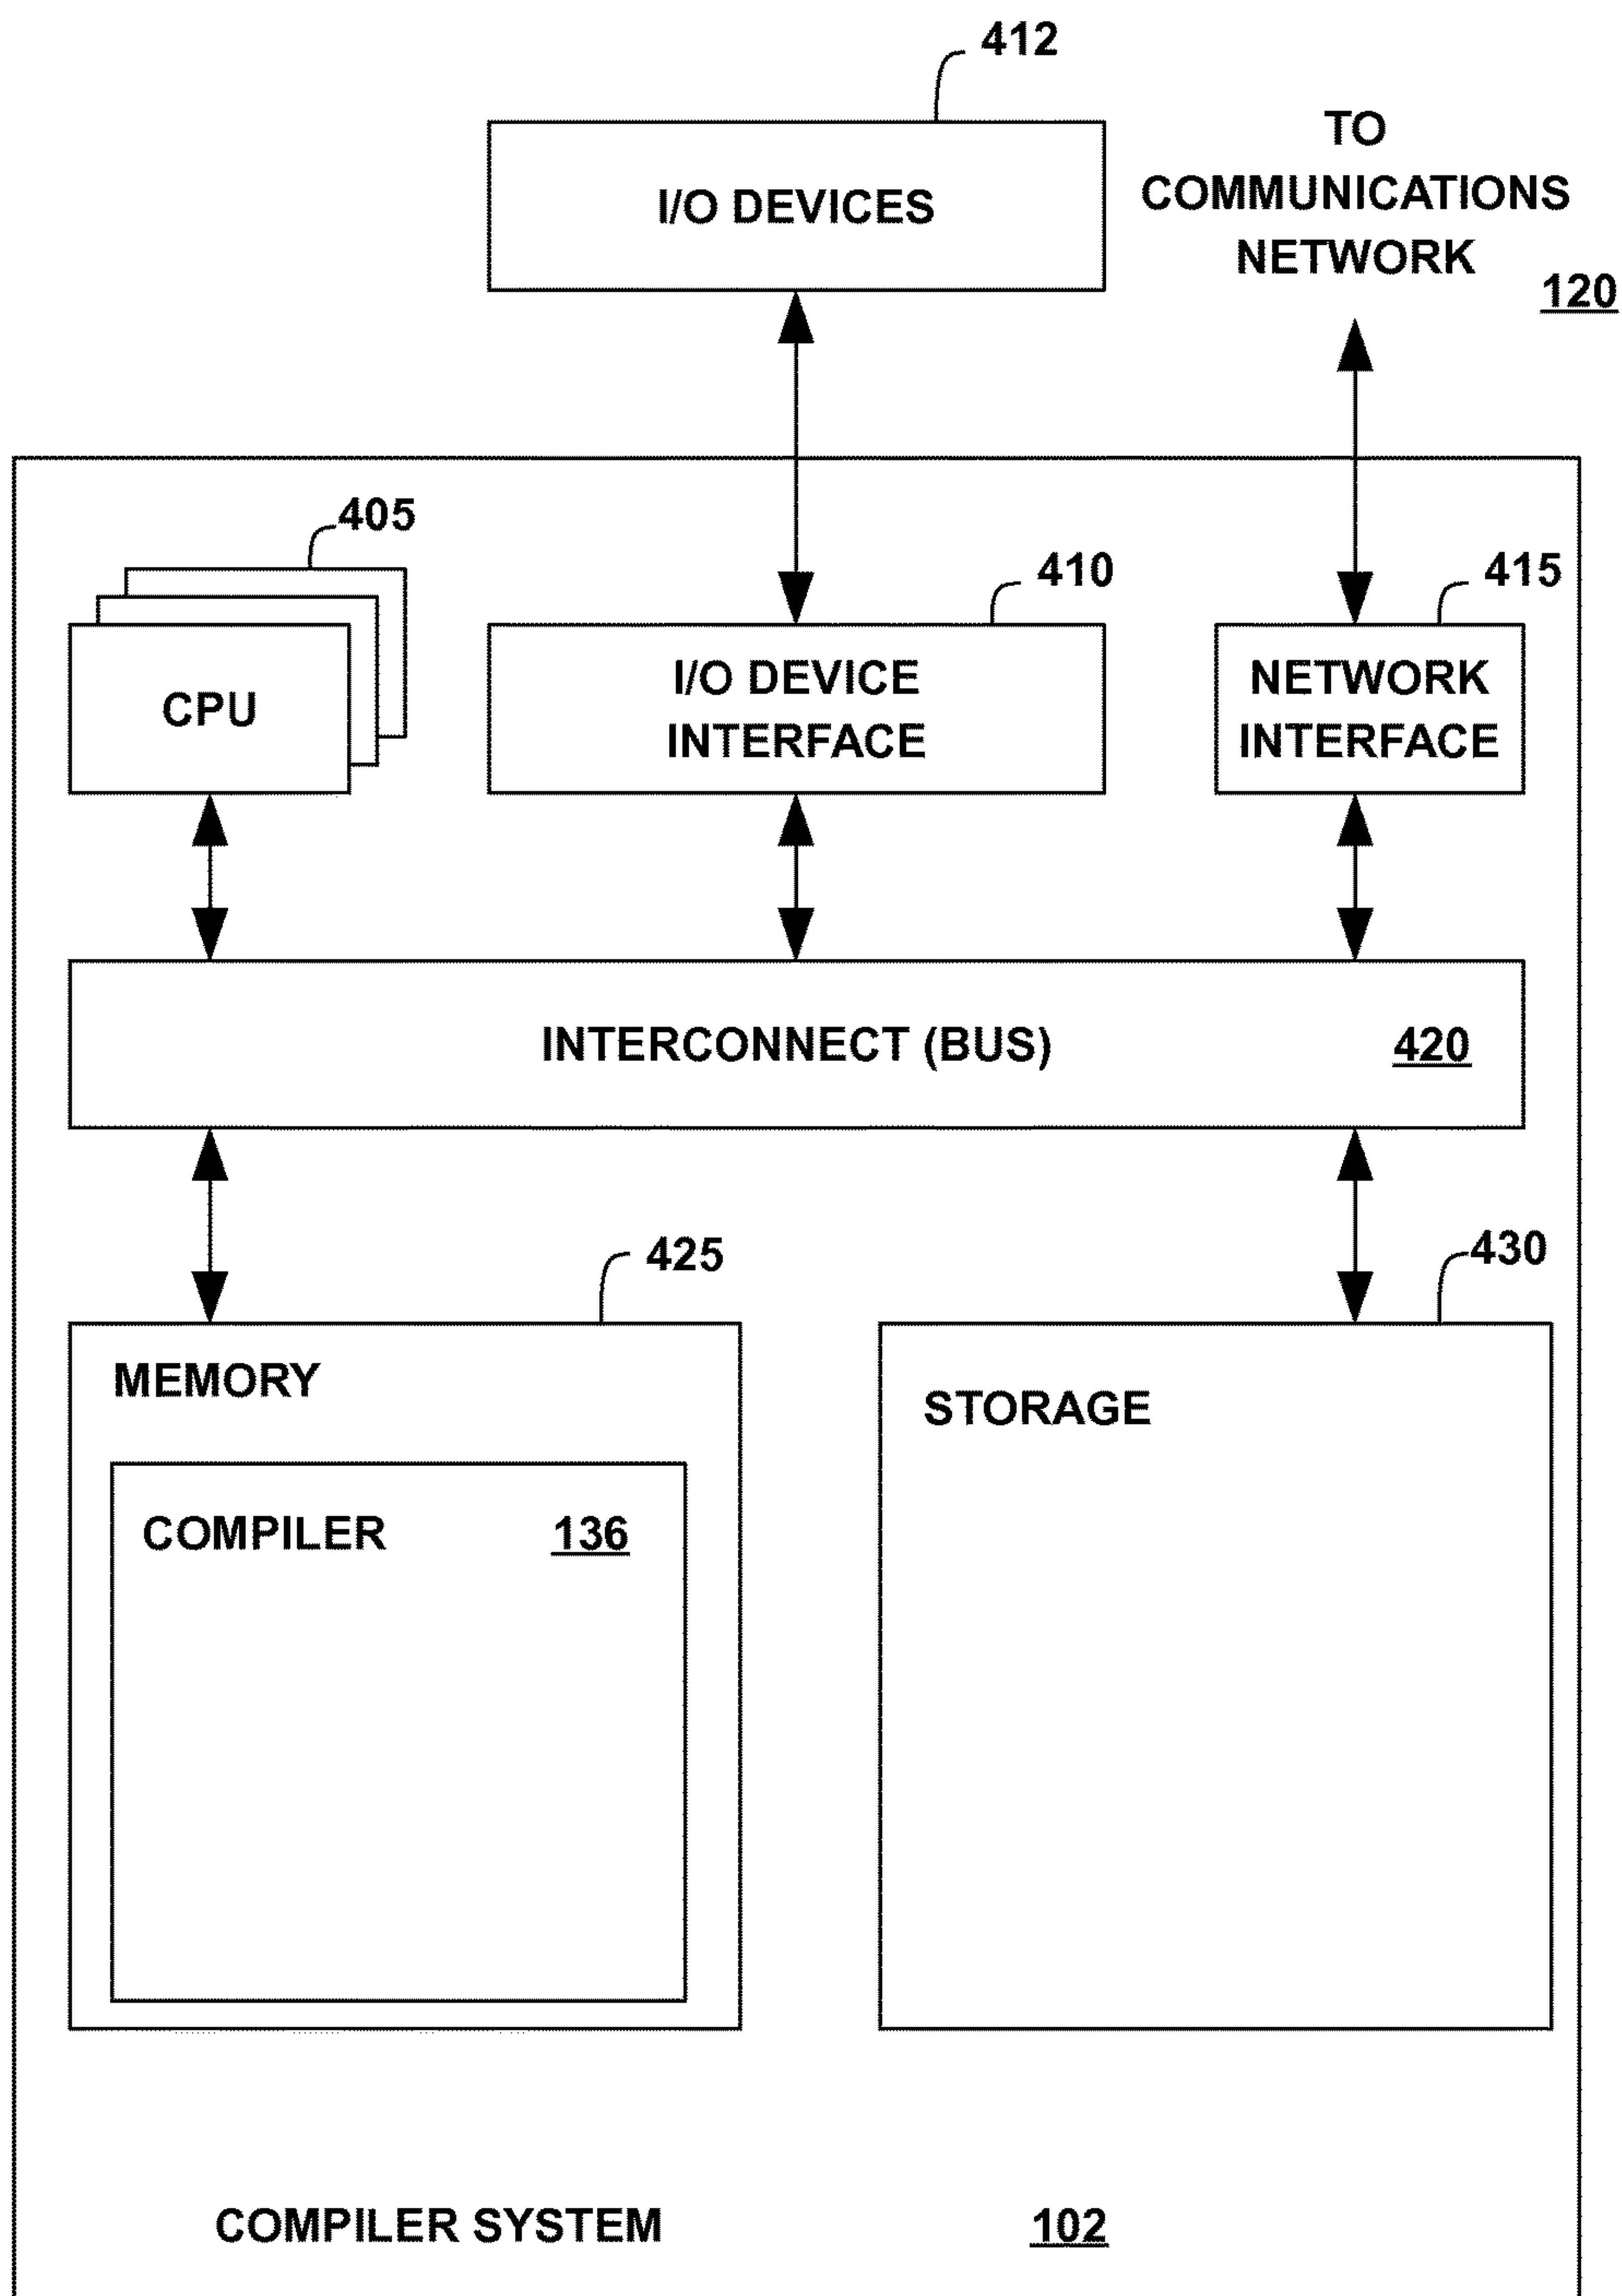 412
I/O DEVICES
TO
COMMUNICATIONS
NETWORK
120
405
410
415
CPU
I/O DEVICE
INTERFACE
NETWORK
INTERFACE
INTERCONNECT (BUS) 420
425
430
MEMORY
STORAGE
COMPILER 136
COMPILER SYSTEM 102